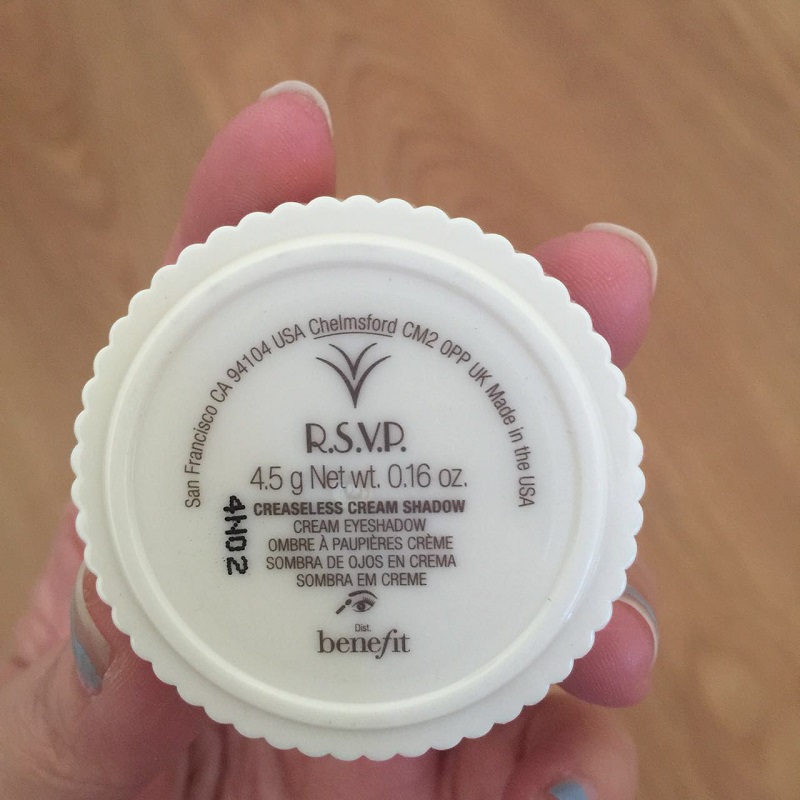 San Francisco CA 94104 USA Chelmsford CM2 0PP UK Made in the USA
R.S.V.P.
4.5 g Net wt. 0.16 oz.
CREASELESS CREAM SHADOW
CREAM EYESHADOW
OMBRE À PAUPIÈRES CRÈME
SOMBRA DE OJOS EN CREMA
SOMBRA EM CREME
Dist.
benefit